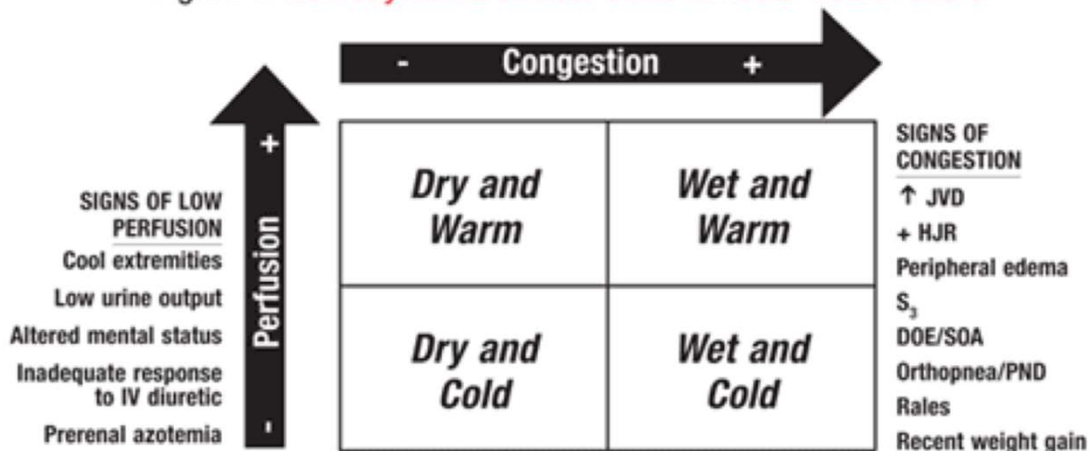 - Congestion +
+
Perfusion
-
SIGNS OF LOW
PERFUSION
Cool extremities
Low urine output
Altered mental status
Inadequate response
to IV diuretic
Prerenal azotemia
Dry and
Warm
Wet and
Warm
Dry and
Cold
Wet and
Cold
SIGNS OF
CONGESTION
↑ JVD
+ HJR
Peripheral edema
S₃
DOE/SOA
Orthopnea/PND
Rales
Recent weight gain